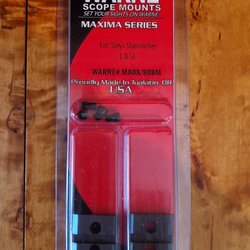 WARNE
SCOPE MOUNTS
SET YOUR SIGHTS ON WARNE
MAXIMA SERIES
For: Steyr Mannlicher
L & SL
WARNE# M808/808M
Proudly Made In Tualatin, OR
USA